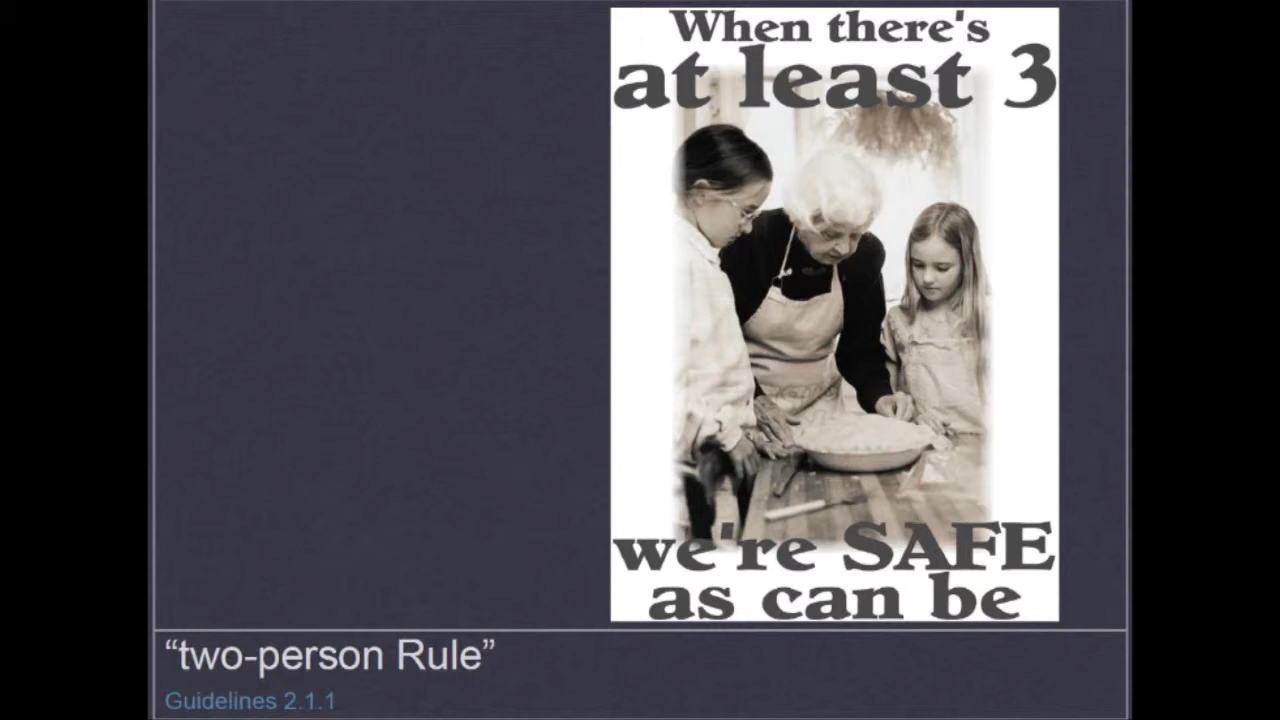 When there's
at least 3
we're SAFE
as can be
“two-person Rule”
Guidelines 2.1.1